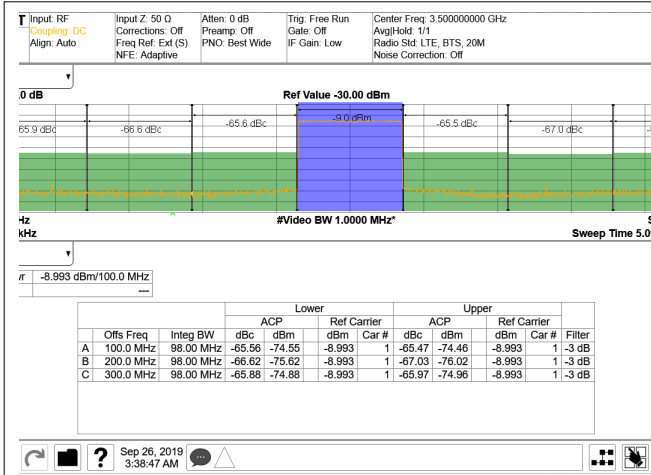 Input: RF Input Z: 50 Ω Atten: 0 dB Trig: Free Run Center Freq: 3.500000000 GHz
Coupling: DC Corrections: Off Preamp: Off Gate: Off Avg|Hold: 1/1
Align: Auto Freq Ref: Ext (S) PNO: Best Wide IF Gain: Low Radio Std: LTE, BTS, 20M
NFE: Adaptive Noise Correction: Off
.0 dB Ref Value -30.00 dBm
65.9 dBc -66.6 dBc -65.6 dBc -9.0 dBm -65.5 dBc -67.0 dBc
Hz #Video BW 1.0000 MHz*
kHz Sweep Time 5.0
-8.993 dBm/100.0 MHz
---
Lower Upper
ACP Ref Carrier ACP Ref Carrier
Offs Freq Integ BW dBc dBm dBm Car # dBc dBm dBm Car # Filter
A 100.0 MHz 98.00 MHz -65.56 -74.55 -8.993 1 -65.47 -74.46 -8.993 1 -3 dB
B 200.0 MHz 98.00 MHz -66.62 -75.62 -8.993 1 -67.03 -76.02 -8.993 1 -3 dB
C 300.0 MHz 98.00 MHz -65.88 -74.88 -8.993 1 -65.97 -74.96 -8.993 1 -3 dB
? Sep 26, 2019
3:38:47 AM